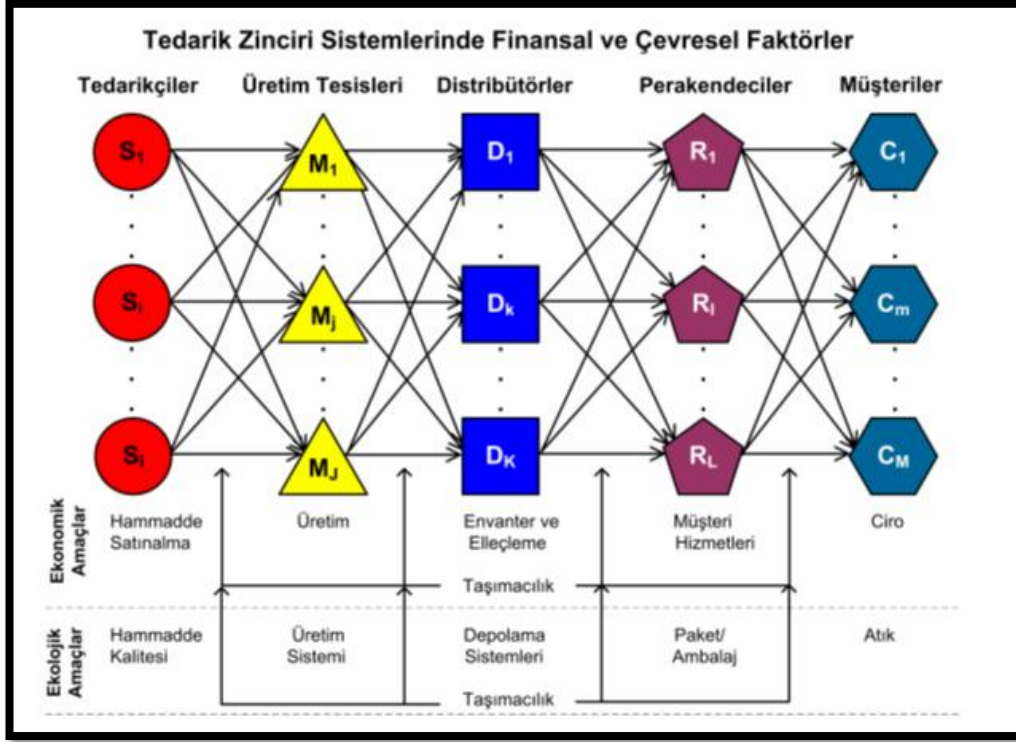 Tedarik Zinciri Sistemlerinde Finansal ve Çevresel Faktörler
Tedarikçiler Üretim Tesisleri Distribütörler Perakendeciler Müşteriler
S1 M1 D1 R1 C1
Si Mj Dk Rl Cm
SI MJ DK RL CM
Ekonomik
Amaçlar
Hammadde
Satınalma
Üretim
Envanter ve
Elleçleme
Müşteri
Hizmetleri
Ciro
Taşımacılık
Ekolojik
Amaçlar
Hammadde
Kalitesi
Üretim
Sistemi
Depolama
Sistemleri
Paket/
Ambalaj
Atık
Taşımacılık